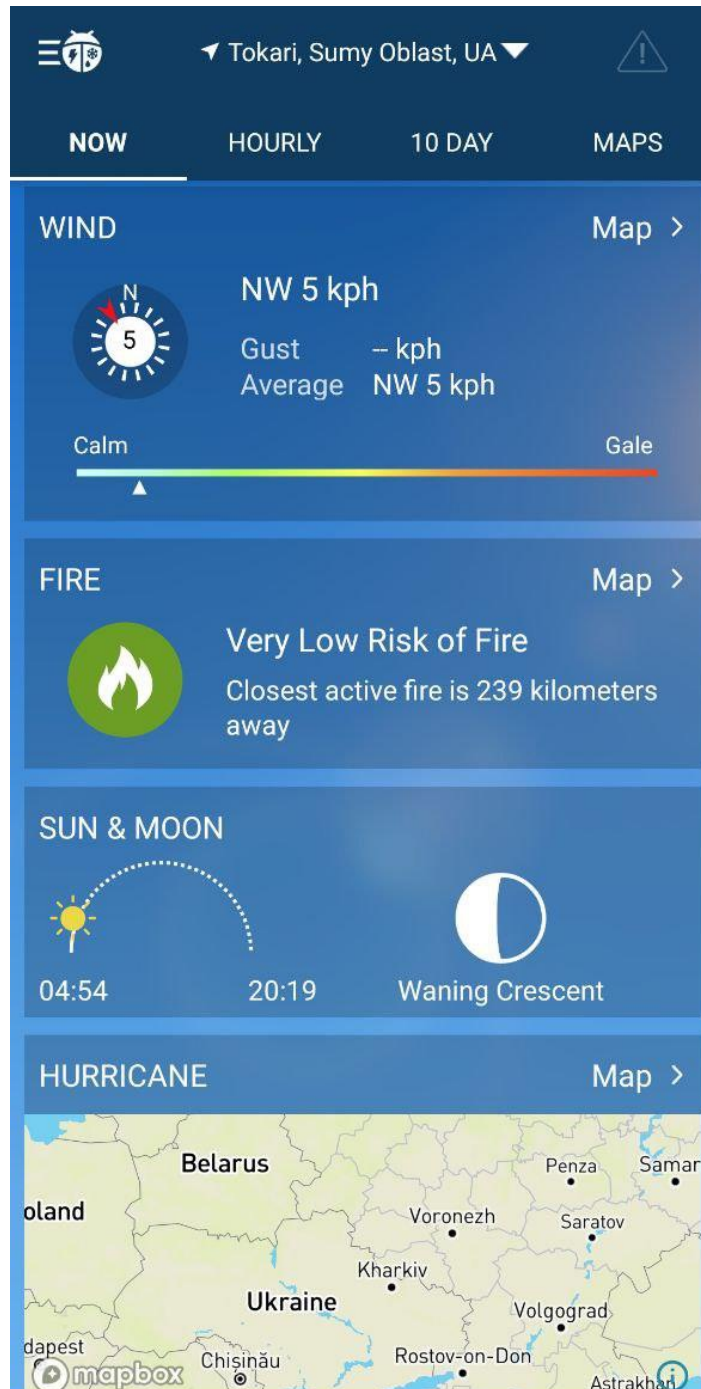 Tokari, Sumy Oblast, UA
NOW HOURLY 10 DAY MAPS
WIND Map >
N
5
NW 5 kph
Gust -- kph
Average NW 5 kph
Calm Gale
FIRE Map >
Very Low Risk of Fire
Closest active fire is 239 kilometers
away
SUN & MOON
04:54 20:19 Waning Crescent
HURRICANE Map >
Belarus
Penza Samar
oland
Voronezh
Saratov
Kharkiv
Ukraine
Volgograd
dapest
Chișinău
Rostov-on-Don
mapbox
Astrakhan